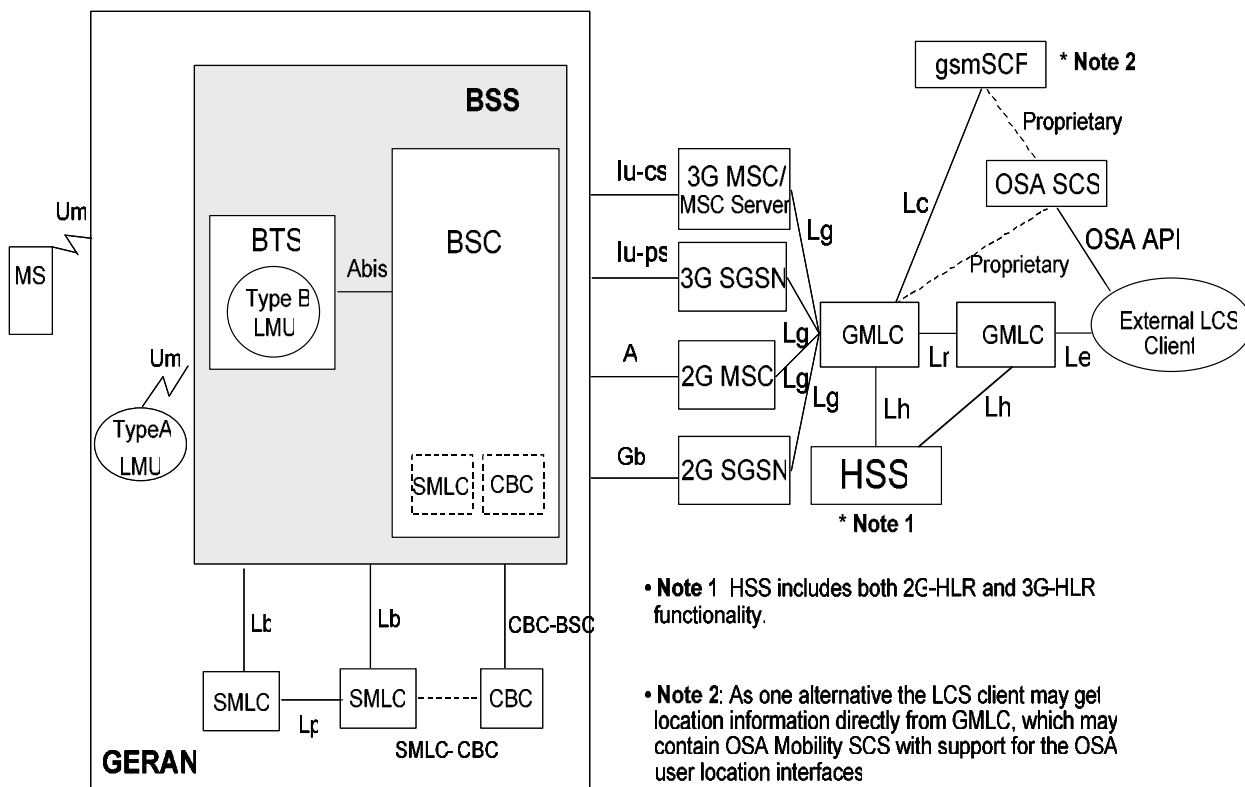 gsmSCF
* Note 2
BSS
Proprietary
Iu-cs
3G MSC/
MSC Server
OSA SCS
Lc
Um
Lg
OSA API
BTS
BSC
MS
Abis
Iu-ps
3G SGSN
Proprietary
Type B
LMU
GMLC
GMLC
External LCS
Client
Um
A
Lg
Lr
Le
2G MSC
Lg
Lg
Lh
Lh
TypeA
LMU
Gb
2G SGSN
HSS
SMLC
CBC
* Note 1
• Note 1 HSS includes both 2G-HLR and 3G-HLR
functionality.
Lb
Lb
CBC-BSC
SMLC
SMLC
CBC
Lp
SMLC-CBC
GERAN
• Note 2: As one alternative the LCS client may get
location information directly from GMLC, which may
contain OSA Mobility SCS with support for the OSA
user location interfaces